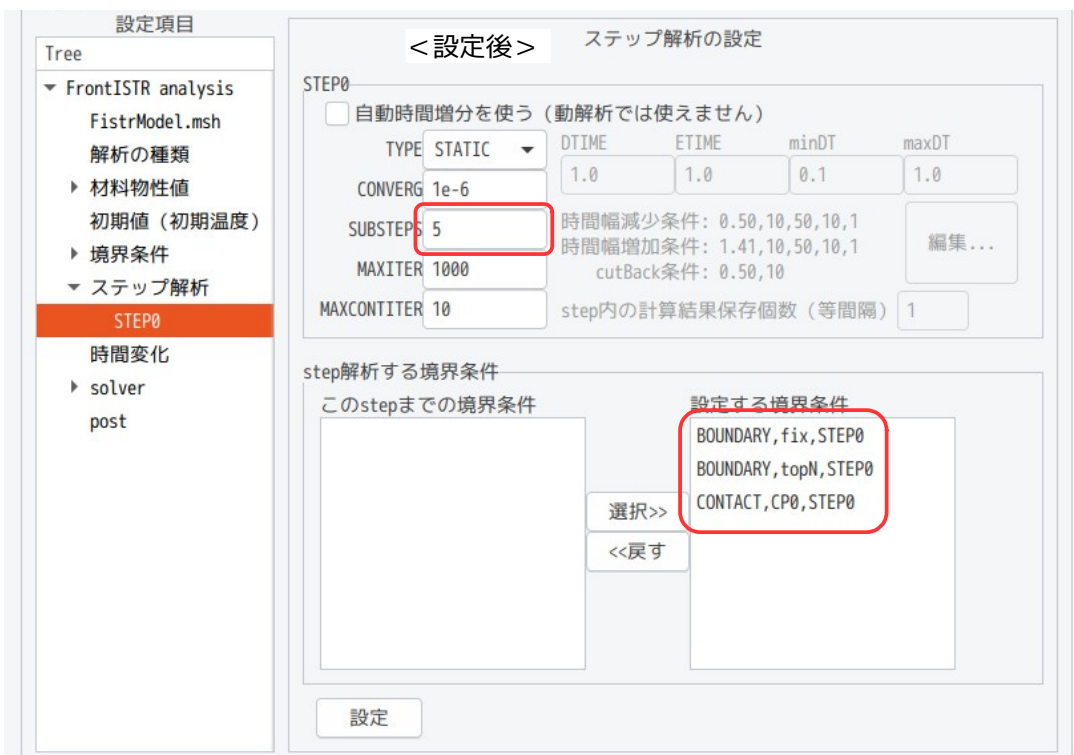 設定項目
Tree
FrontISTR analysis
FistrModel.msh
解析の種類
材料物性値
初期値（初期温度）
境界条件
ステップ解析
STEP0
時間変化
solver
post
＜設定後＞
ステップ解析の設定
STEP0
自動時間増分を使う（動解析では使えません）
TYPE STATIC
DTIME ETIME minDT maxDT
1.0 1.0 0.1 1.0
CONVERG 1e-6
SUBSTEPS 5
時間幅減少条件: 0.50,10,50,10,1
時間幅増加条件: 1.41,10,50,10,1
cutBack条件: 0.50,10
編集...
MAXITER 1000
MAXCONTITER 10
step内の計算結果保存個数（等間隔） 1
step解析する境界条件
このstepまでの境界条件
設定する境界条件
BOUNDARY,fix,STEP0
BOUNDARY,topN,STEP0
CONTACT,CP0,STEP0
選択>>
<<戻す
設定